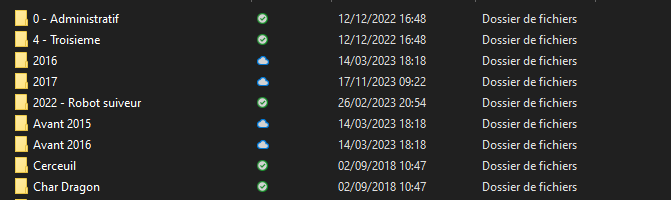 0 - Administratif 12/12/2022 16:48 Dossier de fichiers
4 - Troisieme 12/12/2022 16:48 Dossier de fichiers
2016 14/03/2023 18:18 Dossier de fichiers
2017 17/11/2023 09:22 Dossier de fichiers
2022 - Robot suiveur 26/02/2023 20:54 Dossier de fichiers
Avant 2015 14/03/2023 18:18 Dossier de fichiers
Avant 2016 14/03/2023 18:18 Dossier de fichiers
Cerceuil 02/09/2018 10:47 Dossier de fichiers
Char Dragon 02/09/2018 10:47 Dossier de fichiers